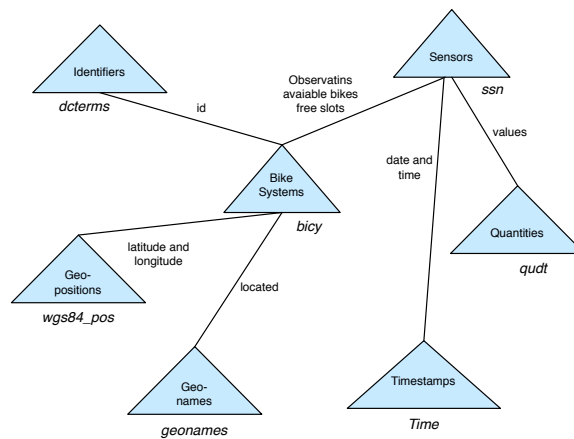 Identifiers
dcterms
id
Observatins
avaiable bikes
free slots
Sensors
ssn
values
date and
time
Bike
Systems
bicy
Quantities
qudt
latitude and
longitude
Geo-
positions
wgs84_pos
located
Geo-
names
geonames
Timestamps
Time